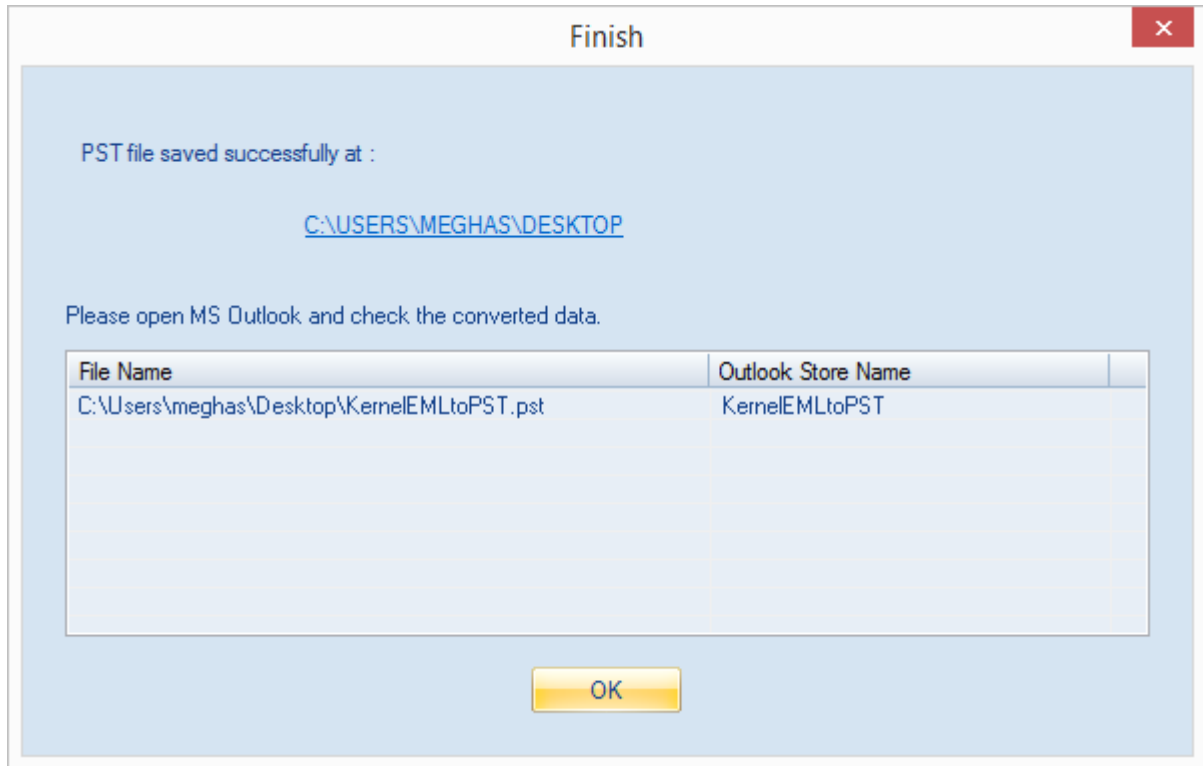 Finish
PST file saved successfully at :
C:\USERS\MEGHAS\DESKTOP
Please open MS Outlook and check the converted data.
File Name Outlook Store Name
C:\Users\meghas\Desktop\KernelEMLtoPST.pst KernelEMLtoPST
OK